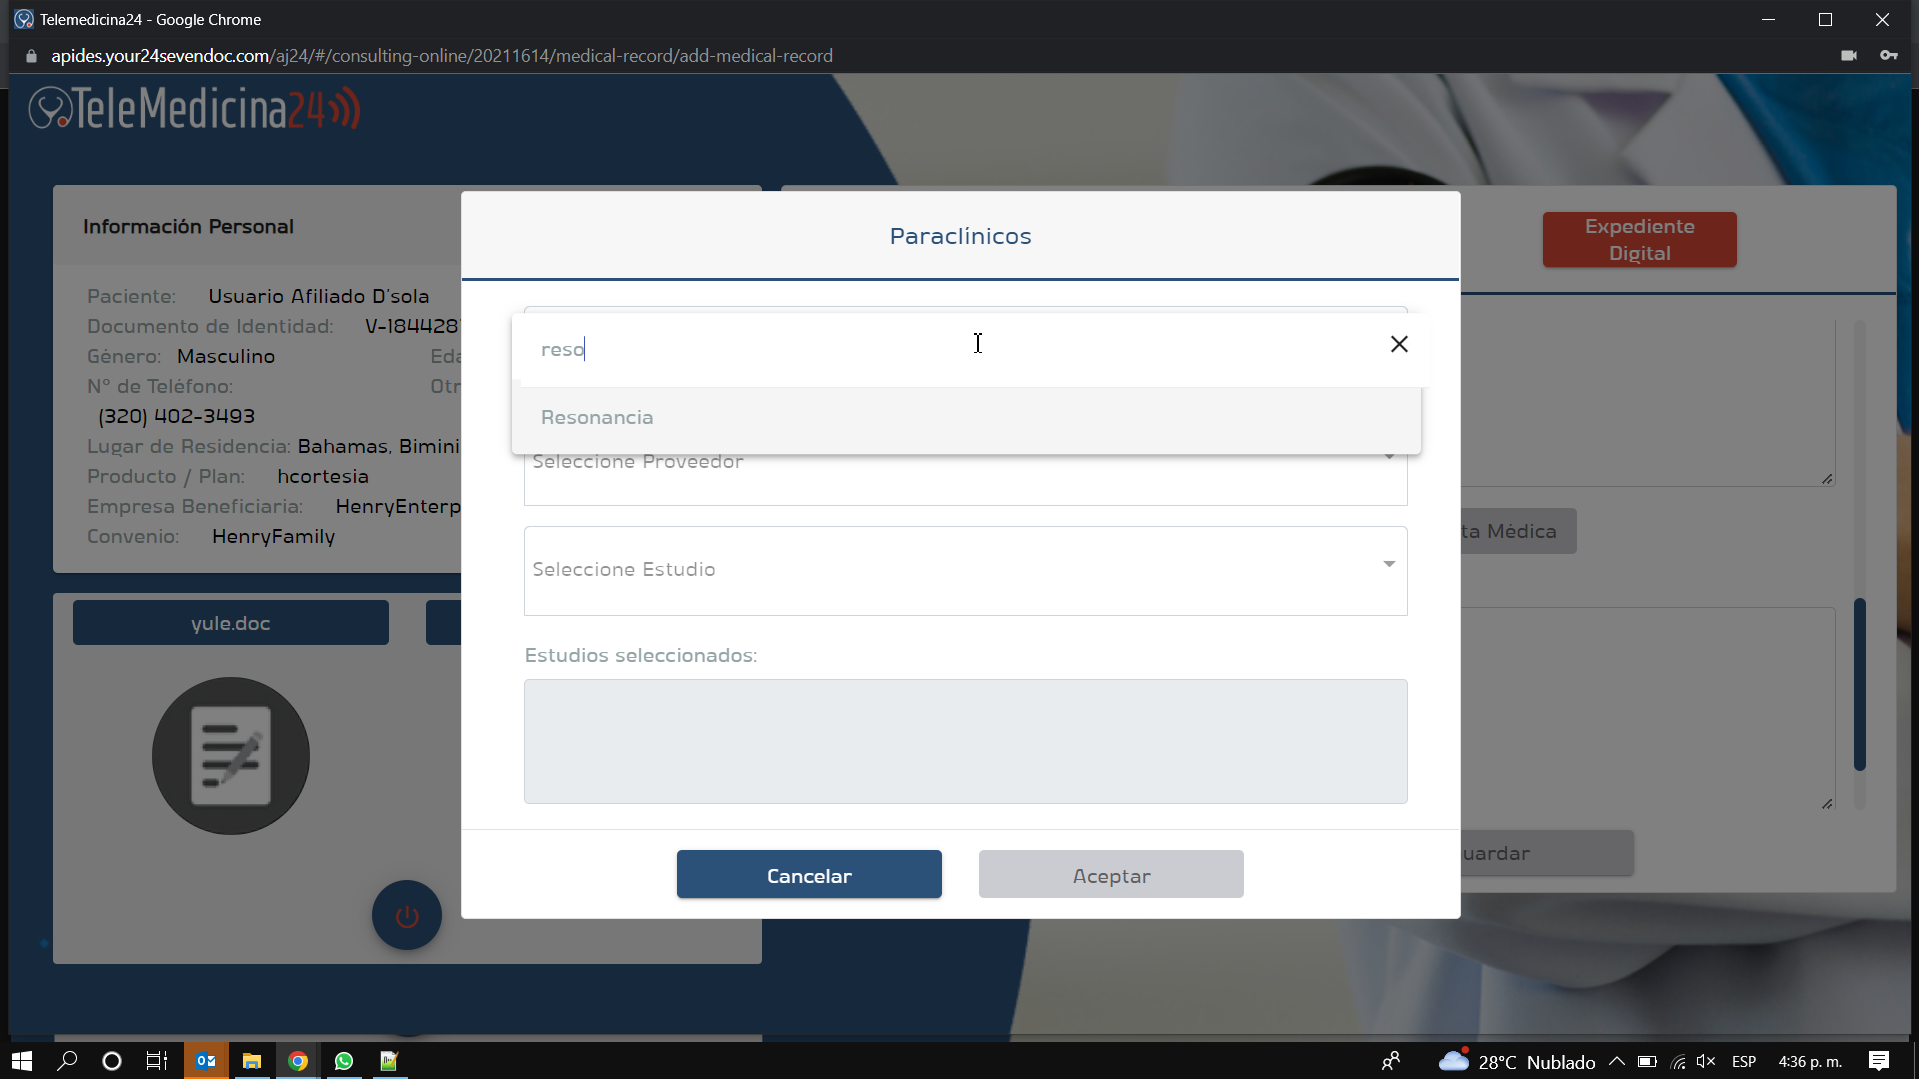 Telemedicina24 - Google Chrome
apides.your24sevendoc.com/aj24/#/consulting-online/20211614/medical-record/add-medical-record
TeleMedicina24
Información Personal
Paciente: Usuario Afiliado D'sola
Documento de Identidad: V-184428
Género: Masculino Eda
N° de Teléfono: Otr
(320) 402-3493
Lugar de Residencia: Bahamas, Bimini
Producto / Plan: hcortesia
Empresa Beneficiaria: HenryEnterp
Convenio: HenryFamily
yule.doc
Paraclínicos
reso
Resonancia
Seleccione Proveedor
Seleccione Estudio
Estudios seleccionados:
Cancelar
Aceptar
Expediente
Digital
ta Médica
uardar
28°C Nublado
ESP
4:36 p. m.